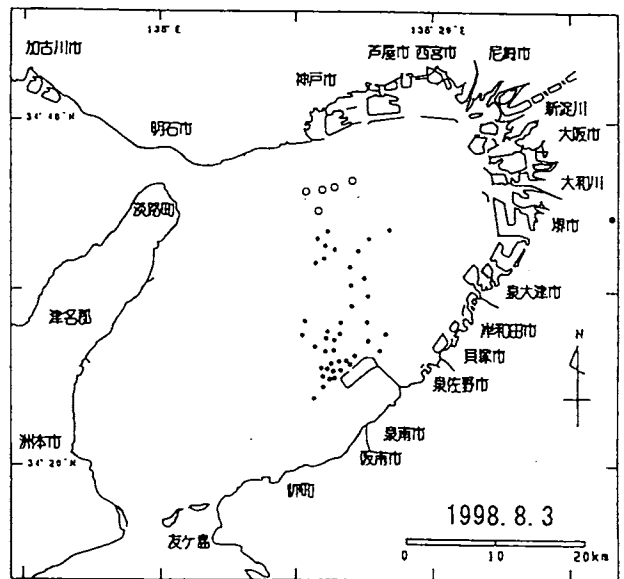 135° E
135° 20' E
加古川市
芦屋市 西宮市 尼崎市
神戸市
新淀川
34° 40' N
明石市
大阪市
大和川
淡路町
堺市
泉大津市
津名郡
岸和田市
N
貝塚市
泉佐野市
泉南市
洲本市
阪南市
34° 20' N
岬町
1998.8.3
友ケ島
0 10 20km